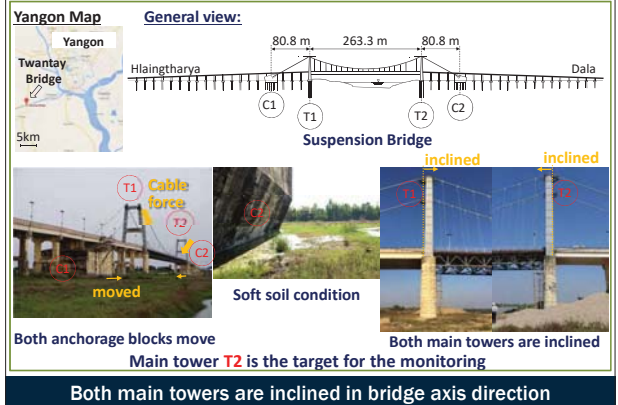 Yangon Map
General view:
Yangon
Twantay
Bridge
5km
80.8 m
263.3 m
80.8 m
Hlaingtharya
Dala
C1
T1
T2
C2
Suspension Bridge
T1
Cable
force
T2
C2
C1
moved
C2
Soft soil condition
inclined
inclined
T1
T2
Both anchorage blocks move
Both main towers are inclined
Main tower T2 is the target for the monitoring
Both main towers are inclined in bridge axis direction